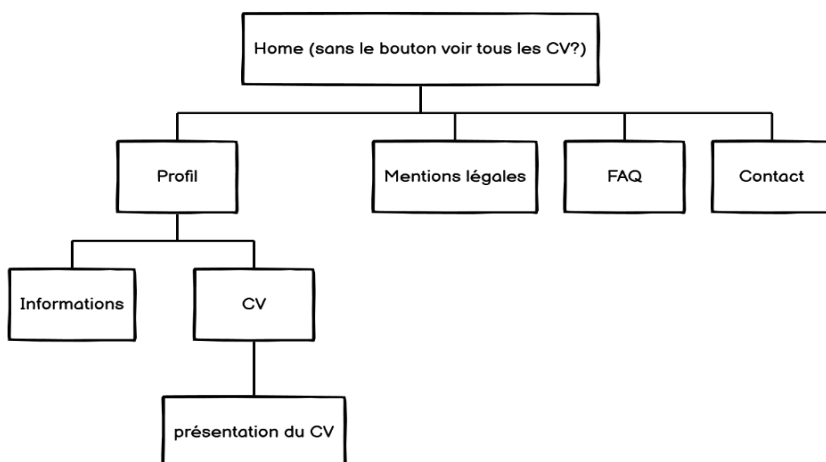 Home (sans le bouton voir tous les CV?)
Profil
Mentions légales
FAQ
Contact
Informations
CV
présentation du CV